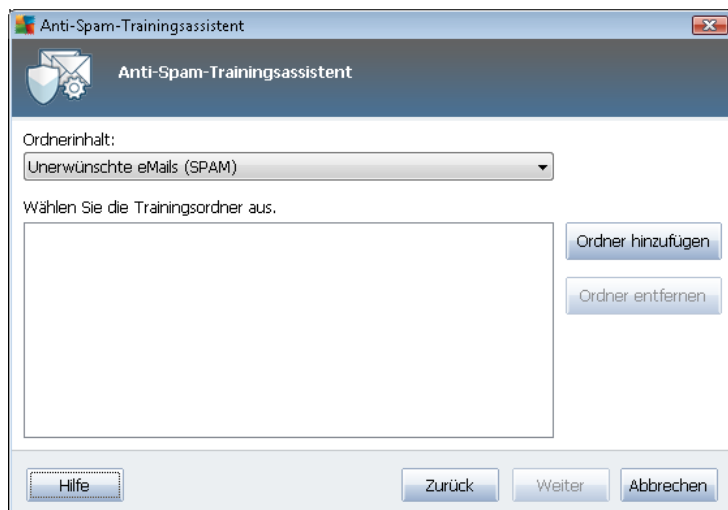 Anti-Spam-Trainingsassistent
Anti-Spam-Trainingsassistent
Ordnerinhalt:
Unerwünschte eMails (SPAM)
Wählen Sie die Trainingsordner aus.
Ordner hinzufügen
Ordner entfernen
Hilfe
Zurück
Weiter
Abbrechen